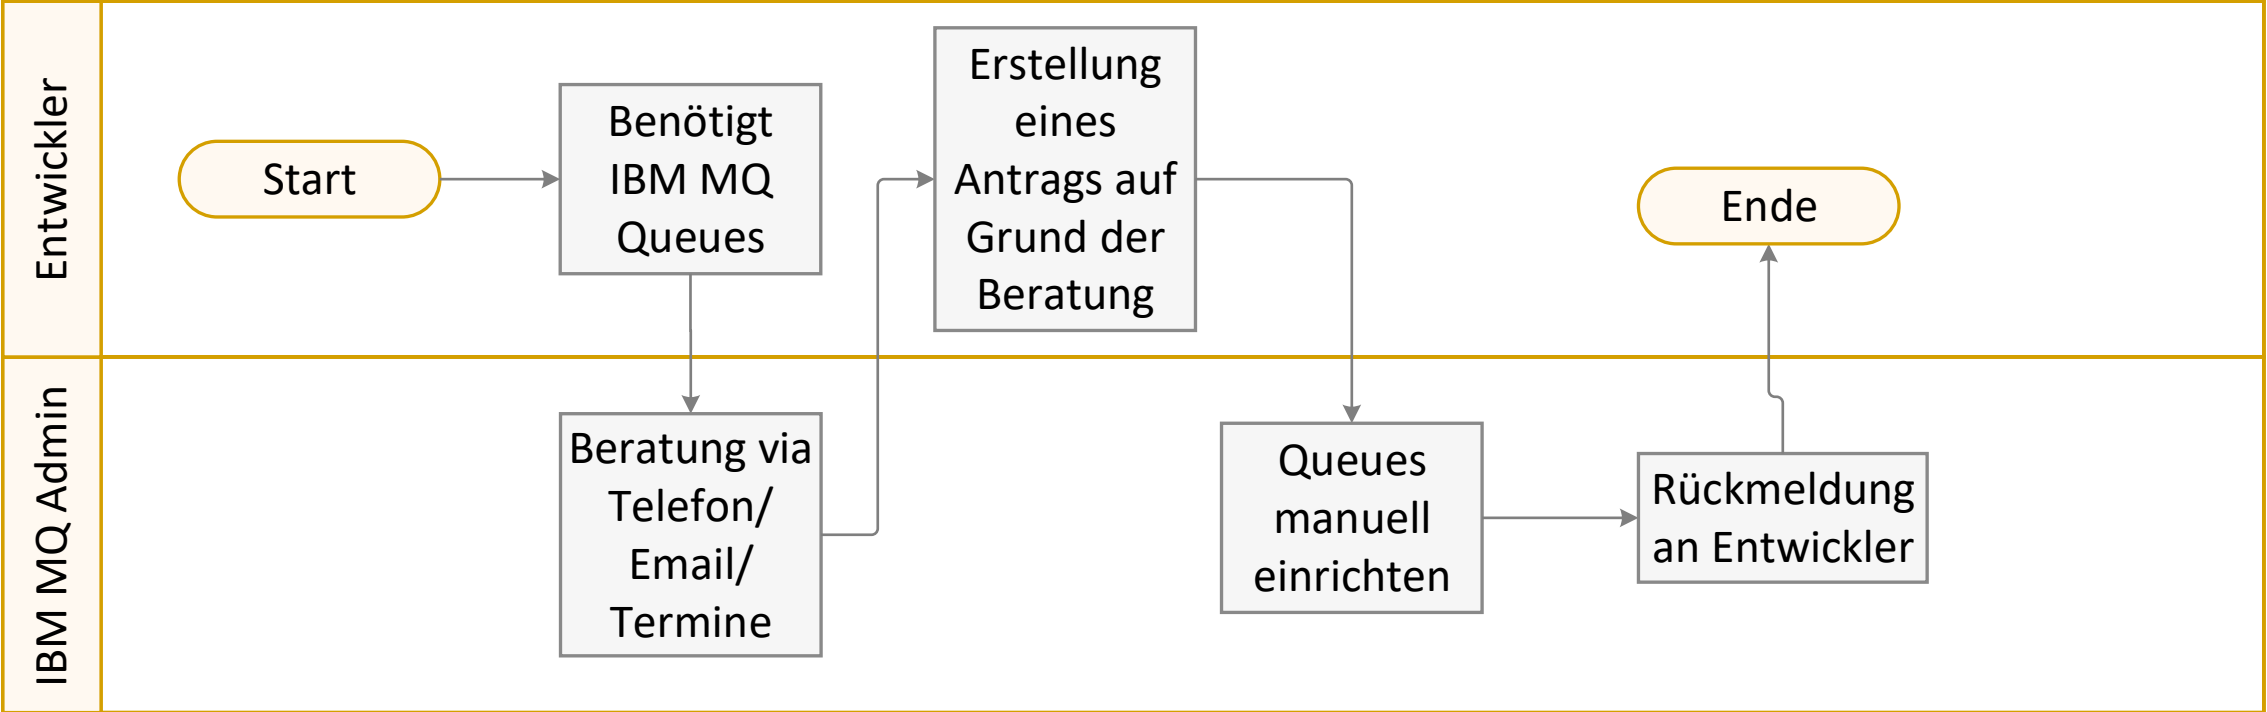 Entwickler
Start
Benötigt
IBM MQ
Queues
Erstellung
eines
Antrags auf
Grund der
Beratung
Ende
IBM MQ Admin
Beratung via
Telefon/
Email/
Termine
Queues
manuell
einrichten
Rückmeldung
an Entwickler